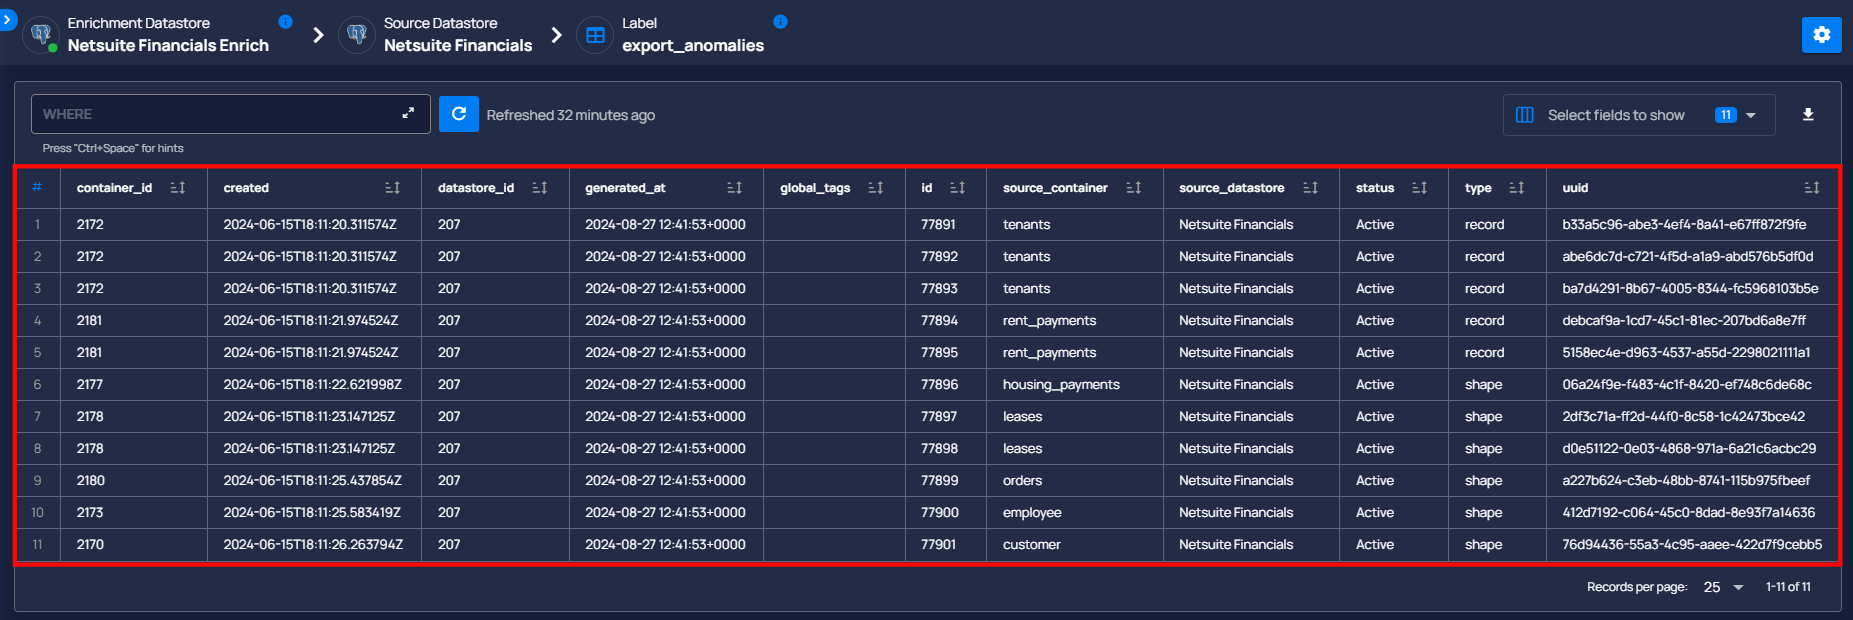 Enrichment Datastore
Netsuite Financials Enrich
Source Datastore
Netsuite Financials
Label
export_anomalies
WHERE
Refreshed 32 minutes ago
Select fields to show 11
Press "Ctrl+Space" for hints
# container_id created datastore_id generated_at global_tags id source_container source_datastore status type uuid
1 2172 2024-06-15T18:11:20.311574Z 207 2024-08-27 12:41:53+0000 77891 tenants Netsuite Financials Active record b33a5c96-abe3-4ef4-8a41-e67ff872f9fe
2 2172 2024-06-15T18:11:20.311574Z 207 2024-08-27 12:41:53+0000 77892 tenants Netsuite Financials Active record abe6dc7d-c721-4f5d-a1a9-abd576b5df0d
3 2172 2024-06-15T18:11:20.311574Z 207 2024-08-27 12:41:53+0000 77893 tenants Netsuite Financials Active record ba7d4291-8b67-4005-8344-fc5968103b5e
4 2181 2024-06-15T18:11:21.974524Z 207 2024-08-27 12:41:53+0000 77894 rent_payments Netsuite Financials Active record debcaf9a-1cd7-45c1-81ec-207bd6a8e7ff
5 2181 2024-06-15T18:11:21.974524Z 207 2024-08-27 12:41:53+0000 77895 rent_payments Netsuite Financials Active record 5158ec4e-d963-4537-a55d-2298021111a1
6 2177 2024-06-15T18:11:22.621998Z 207 2024-08-27 12:41:53+0000 77896 housing_payments Netsuite Financials Active shape 06a24f9e-f483-4c1f-8420-ef748c6de68c
7 2178 2024-06-15T18:11:23.147125Z 207 2024-08-27 12:41:53+0000 77897 leases Netsuite Financials Active shape 2df3c71a-ff2d-44f0-8c58-1c42473bce42
8 2178 2024-06-15T18:11:23.147125Z 207 2024-08-27 12:41:53+0000 77898 leases Netsuite Financials Active shape d0e51122-0e03-4868-971a-6a21c6acbc29
9 2180 2024-06-15T18:11:25.437854Z 207 2024-08-27 12:41:53+0000 77899 orders Netsuite Financials Active shape a227b624-c3eb-48bb-8741-115b975fbeef
10 2173 2024-06-15T18:11:25.583419Z 207 2024-08-27 12:41:53+0000 77900 employee Netsuite Financials Active shape 412d7192-c064-45c0-8dad-8e93f7a14636
11 2170 2024-06-15T18:11:26.263794Z 207 2024-08-27 12:41:53+0000 77901 customer Netsuite Financials Active shape 76d94436-55a3-4c95-aaee-422d7f9cebb5
Records per page: 25 1-11 of 11